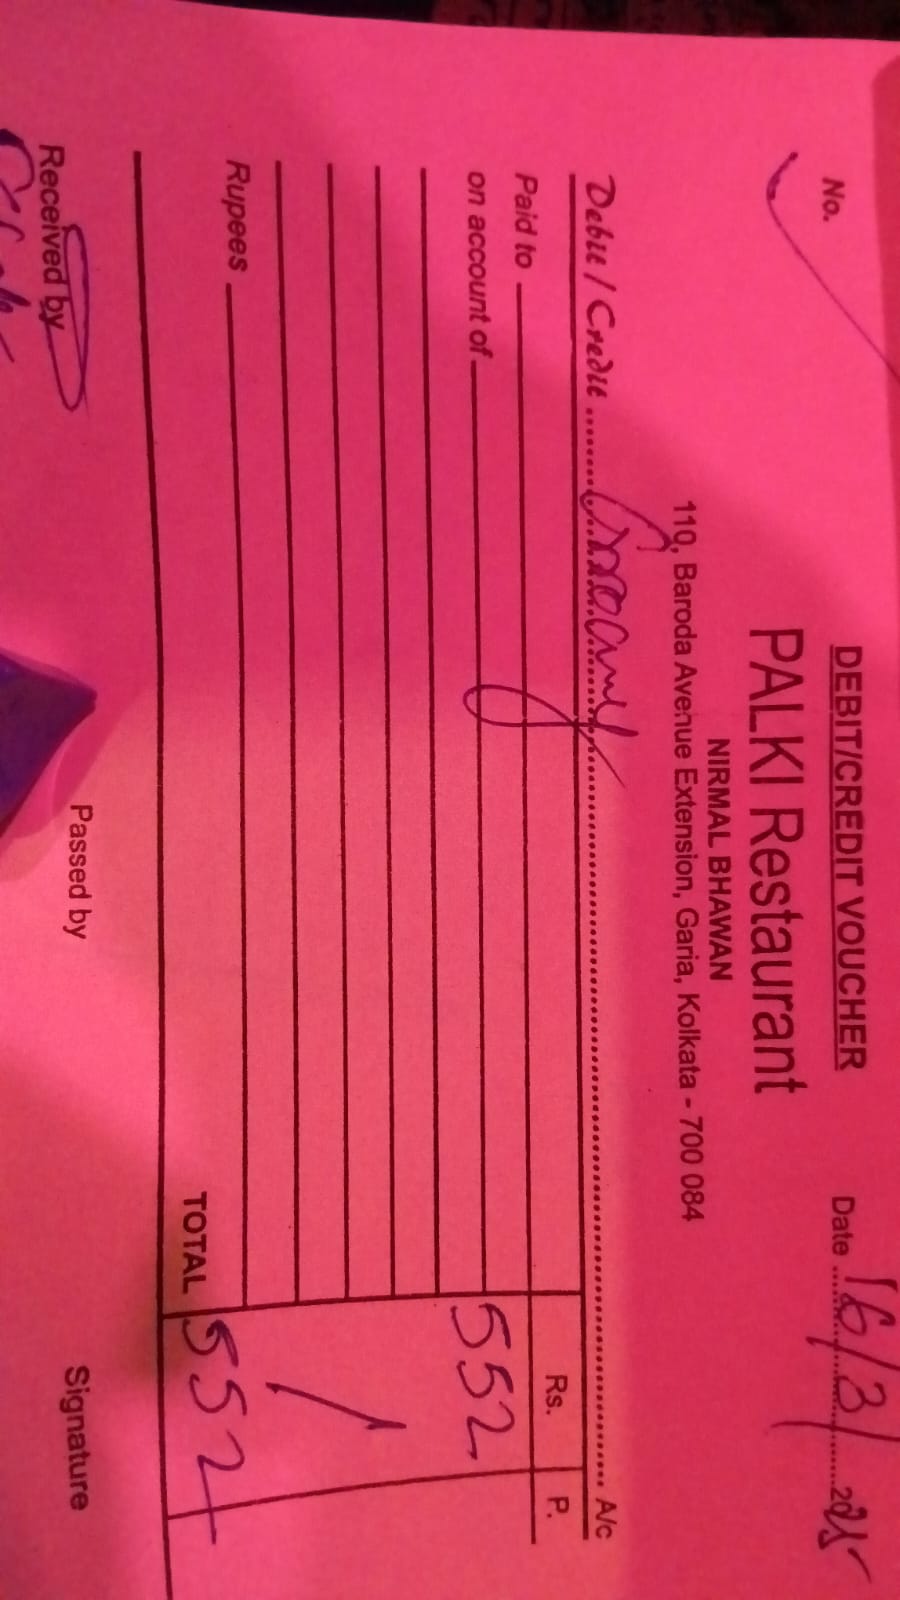 DEBIT/CREDIT VOUCHER
No. Date 16/3/2025
PALKI Restaurant
NIRMAL BHAWAN
110, Baroda Avenue Extension, Garia, Kolkata - 700 084
Debit / Credit A/c
Rs. P.
Paid to
on account of 552
Rupees
TOTAL 552
Received by Passed by Signature